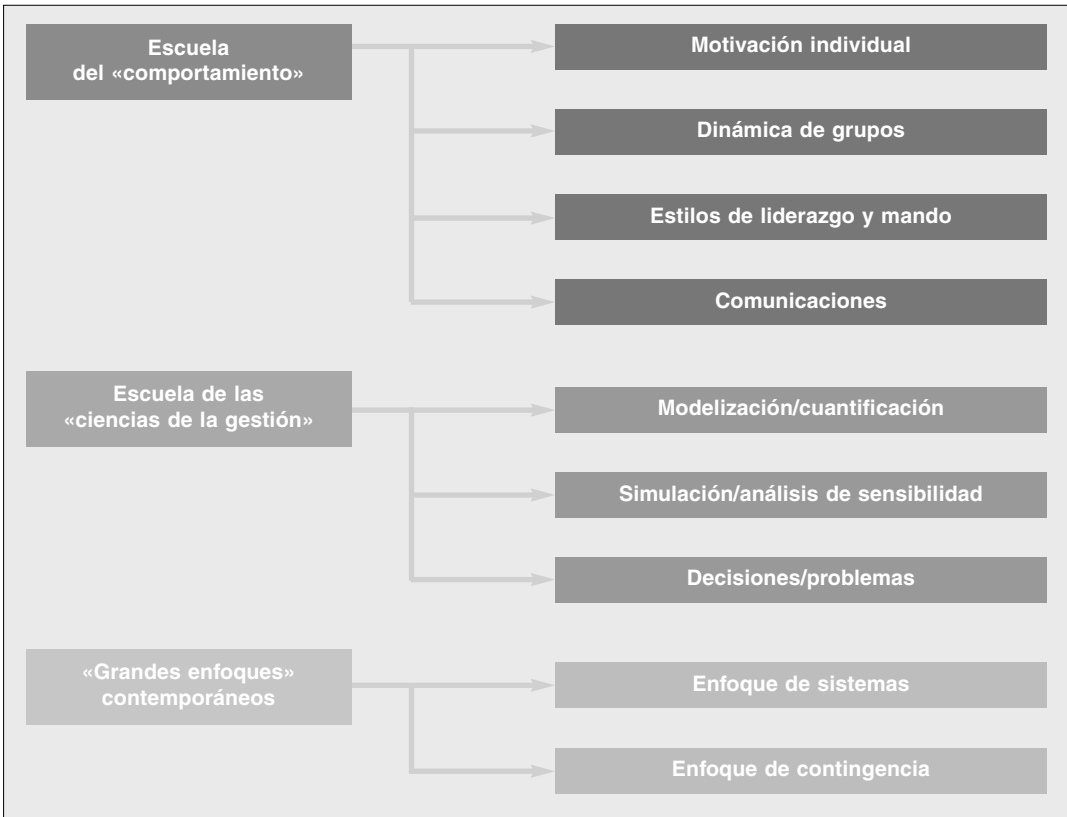 Escuela
del «comportamiento»
Motivación individual
Dinámica de grupos
Estilos de liderazgo y mando
Comunicaciones
Escuela de las
«ciencias de la gestión»
Modelización/cuantificación
Simulación/análisis de sensibilidad
Decisiones/problemas
«Grandes enfoques»
contemporáneos
Enfoque de sistemas
Enfoque de contingencia